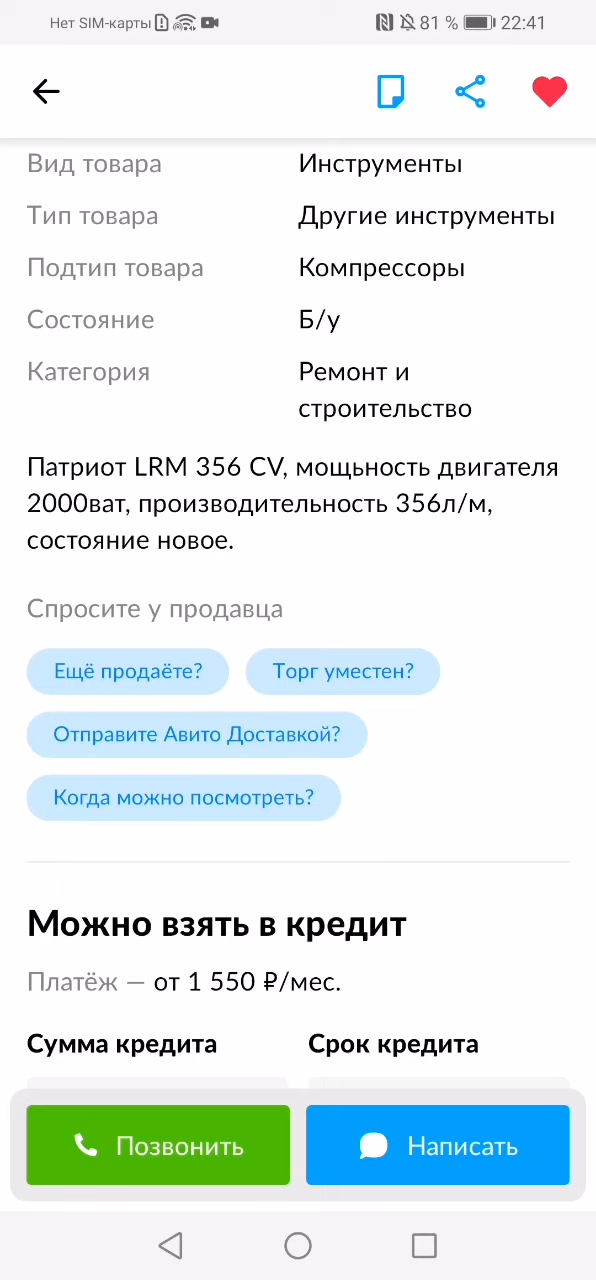 Нет SIM-карты 81 % 22:41
Вид товара Инструменты
Тип товара Другие инструменты
Подтип товара Компрессоры
Состояние Б/у
Категория Ремонт и
строительство
Патриот LRM 356 CV, мощьность двигателя
2000ват, производительность 356л/м,
состояние новое.
Спросите у продавца
Ещё продаёте? Торг уместен?
Отправите Авито Доставкой?
Когда можно посмотреть?
Можно взять в кредит
Платёж — от 1 550 ₽/мес.
Сумма кредита Срок кредита
Позвонить Написать